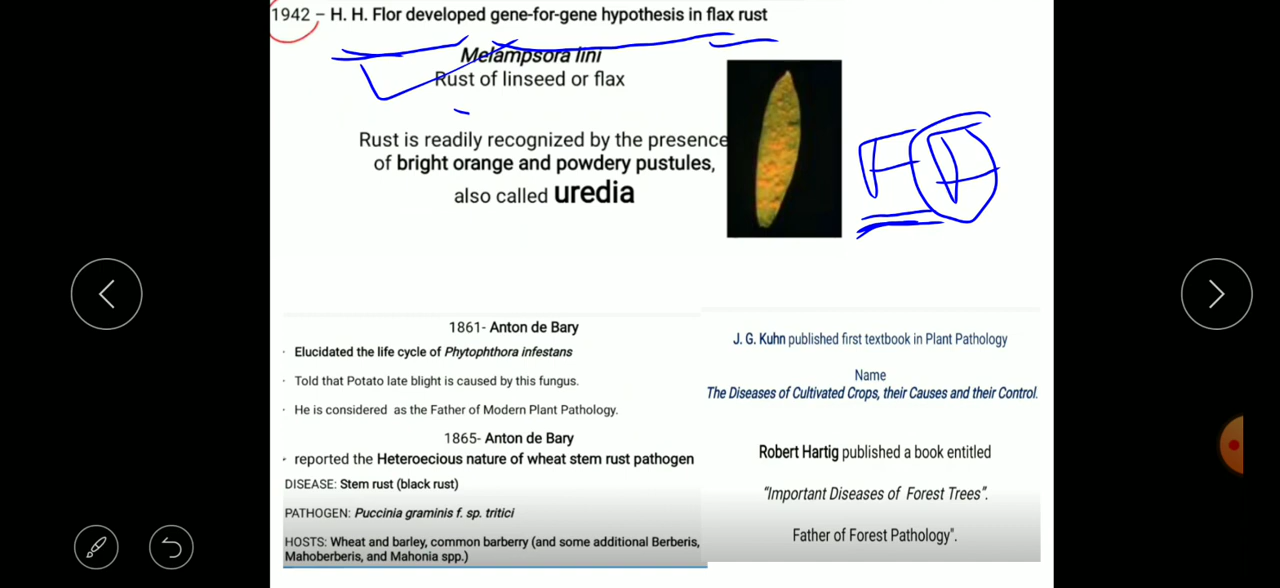 1942 – H. H. Flor developed gene-for-gene hypothesis in flax rust
Melampsora lini
Rust of linseed or flax
Rust is readily recognized by the presence
of bright orange and powdery pustules,
also called uredia
1861- Anton de Bary
· Elucidated the life cycle of Phytophthora infestans
· Told that Potato late blight is caused by this fungus.
· He is considered as the Father of Modern Plant Pathology.
1865- Anton de Bary
· reported the Heteroecious nature of wheat stem rust pathogen
DISEASE: Stem rust (black rust)
PATHOGEN: Puccinia graminis f. sp. tritici
HOSTS: Wheat and barley, common barberry (and some additional Berberis,
Mahoberberis, and Mahonia spp.)
J. G. Kuhn published first textbook in Plant Pathology
Name
The Diseases of Cultivated Crops, their Causes and their Control.
Robert Hartig published a book entitled
“Important Diseases of Forest Trees”.
Father of Forest Pathology".